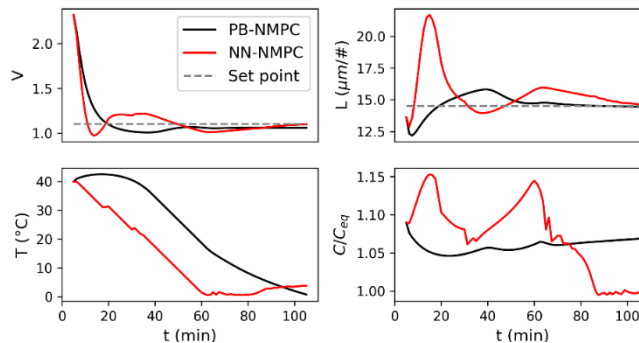 PB-NMPC
NN-NMPC
Set point
V
2.0
1.5
1.0
L (μm/#)
20.0
17.5
15.0
12.5
T (°C)
40
30
20
10
0
0 20 40 60 80 100
t (min)
C/C_eq
1.15
1.10
1.05
1.00
0 20 40 60 80 100
t (min)